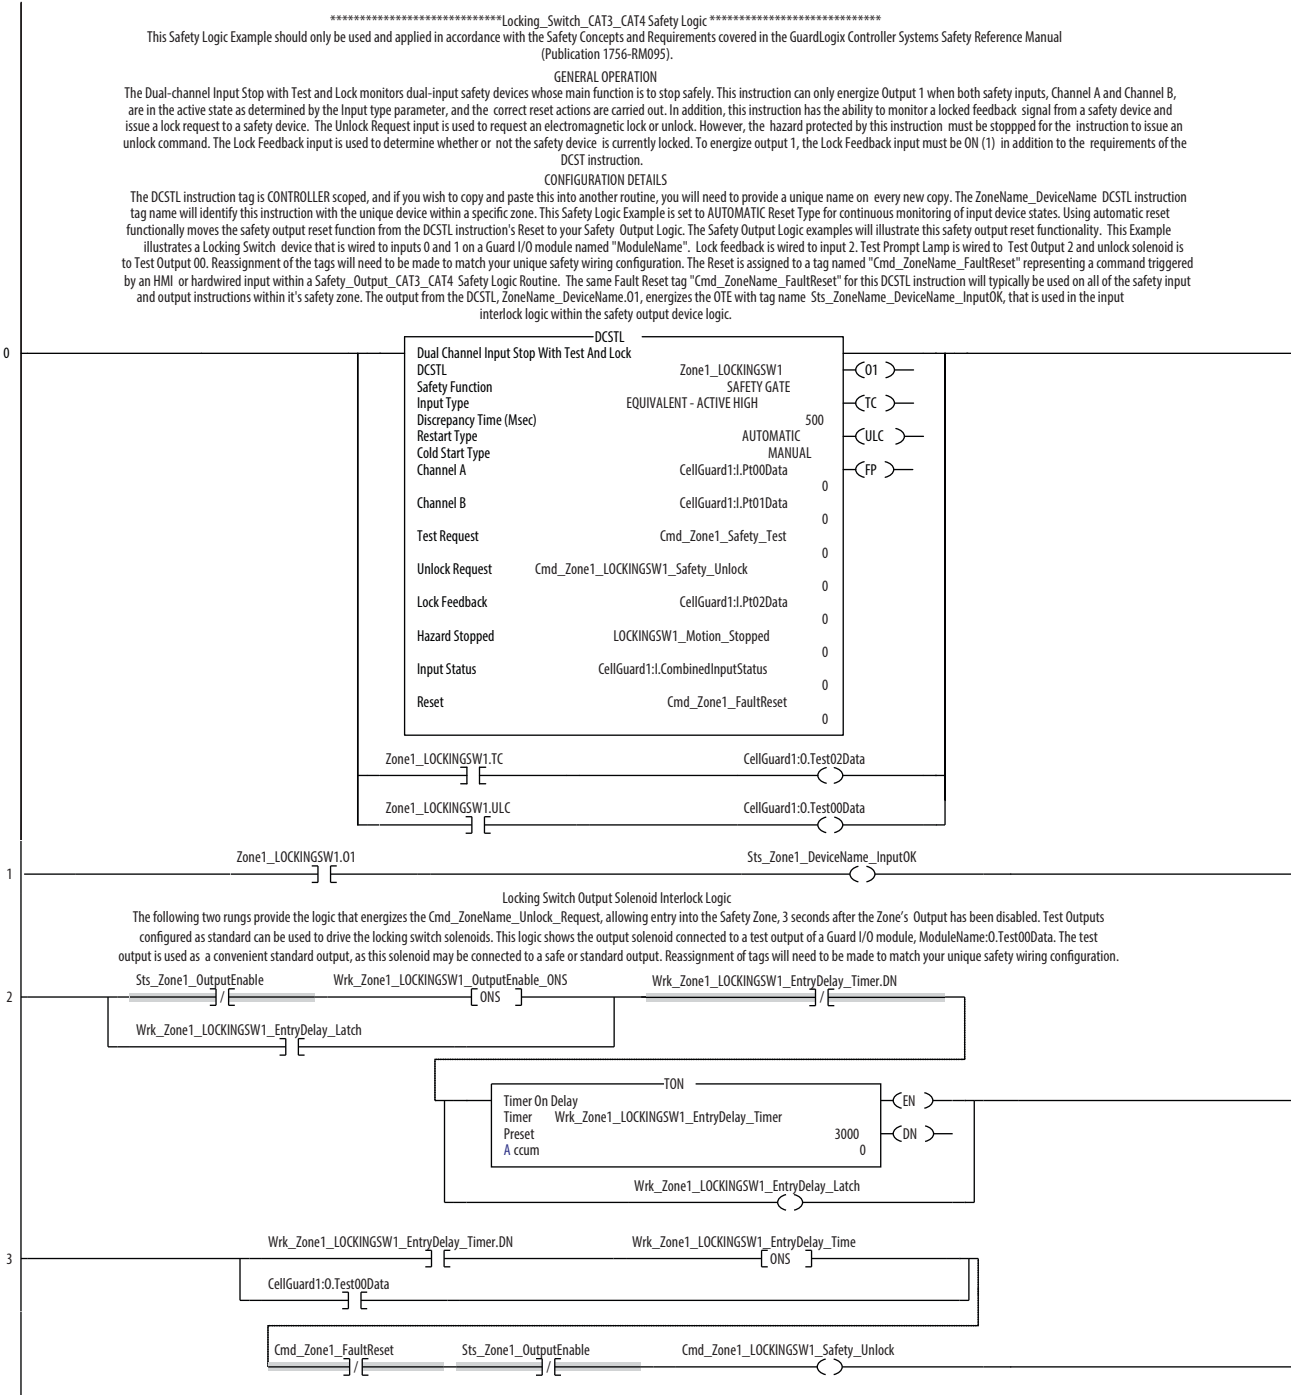 *****************************Locking_Switch_CAT3_CAT4 Safety Logic*****************************
This Safety Logic Example should only be used and applied in accordance with the Safety Concepts and Requirements covered in the GuardLogix Controller Systems Safety Reference Manual
(Publication 1756-RM095).
GENERAL OPERATION
The Dual-channel Input Stop with Test and Lock monitors dual-input safety devices whose main function is to stop safely. This instruction can only energize Output 1 when both safety inputs, Channel A and Channel B,
are in the active state as determined by the Input type parameter, and the correct reset actions are carried out. In addition, this instruction has the ability to monitor a locked feedback signal from a safety device and
issue a lock request to a safety device. The Unlock Request input is used to request an electromagnetic lock or unlock. However, the hazard protected by this instruction must be stoppped for the instruction to issue an
unlock command. The Lock Feedback input is used to determine whether or not the safety device is currently locked. To energize output 1, the Lock Feedback input must be ON (1) in addition to the requirements of the
DCST instruction.
CONFIGURATION DETAILS
The DCSTL instruction tag is CONTROLLER scoped, and if you wish to copy and paste this into another routine, you will need to provide a unique name on every new copy. The ZoneName_DeviceName DCSTL instruction
tag name will identify this instruction with the unique device within a specific zone. This Safety Logic Example is set to AUTOMATIC Reset Type for continuous monitoring of input device states. Using automatic reset
functionally moves the safety output reset function from the DCSTL instruction's Reset to your Safety Output Logic. The Safety Output Logic examples will illustrate this safety output reset functionality. This Example
illustrates a Locking Switch device that is wired to inputs 0 and 1 on a Guard I/O module named "ModuleName". Lock feedback is wired to input 2. Test Prompt Lamp is wired to Test Output 2 and unlock solenoid is
to Test Output 00. Reassignment of the tags will need to be made to match your unique safety wiring configuration. The Reset is assigned to a tag named "Cmd_ZoneName_FaultReset" representing a command triggered
by an HMI or hardwired input within a Safety_Output_CAT3_CAT4 Safety Logic Routine. The same Fault Reset tag "Cmd_ZoneName_FaultReset" for this DCSTL instruction will typically be used on all of the safety input
and output instructions within it's safety zone. The output from the DCSTL, ZoneName_DeviceName.O1, energizes the OTE with tag name Sts_ZoneName_DeviceName_InputOK, that is used in the input
interlock logic within the safety output device logic.
DCSTL
0
Dual Channel Input Stop With Test And Lock
DCSTL Zone1_LOCKINGSW1 O1
Safety Function SAFETY GATE
Input Type EQUIVALENT - ACTIVE HIGH TC
Discrepancy Time (Msec) 500
Restart Type AUTOMATIC ULC
Cold Start Type MANUAL
Channel A CellGuard1:I.Pt00Data FP
0
Channel B CellGuard1:I.Pt01Data
0
Test Request Cmd_Zone1_Safety_Test
0
Unlock Request Cmd_Zone1_LOCKINGSW1_Safety_Unlock
0
Lock Feedback CellGuard1:I.Pt02Data
0
Hazard Stopped LOCKINGSW1_Motion_Stopped
0
Input Status CellGuard1:I.CombinedInputStatus
0
Reset Cmd_Zone1_FaultReset
0
Zone1_LOCKINGSW1.TC CellGuard1:O.Test02Data
Zone1_LOCKINGSW1.ULC CellGuard1:O.Test00Data
Zone1_LOCKINGSW1.O1 Sts_Zone1_DeviceName_InputOK
1
Locking Switch Output Solenoid Interlock Logic
The following two rungs provide the logic that energizes the Cmd_ZoneName_Unlock_Request, allowing entry into the Safety Zone, 3 seconds after the Zone's Output has been disabled. Test Outputs
configured as standard can be used to drive the locking switch solenoids. This logic shows the output solenoid connected to a test output of a Guard I/O module, ModuleName:O.Test00Data. The test
output is used as a convenient standard output, as this solenoid may be connected to a safe or standard output. Reassignment of tags will need to be made to match your unique safety wiring configuration.
Sts_Zone1_OutputEnable Wrk_Zone1_LOCKINGSW1_OutputEnable_ONS Wrk_Zone1_LOCKINGSW1_EntryDelay_Timer.DN
2 / ONS /
Wrk_Zone1_LOCKINGSW1_EntryDelay_Latch
TON
Timer On Delay EN
Timer Wrk_Zone1_LOCKINGSW1_EntryDelay_Timer
Preset 3000 DN
A ccum 0
Wrk_Zone1_LOCKINGSW1_EntryDelay_Latch
Wrk_Zone1_LOCKINGSW1_EntryDelay_Timer.DN Wrk_Zone1_LOCKINGSW1_EntryDelay_Time
3 ONS
CellGuard1:O.Test00Data
Cmd_Zone1_FaultReset Sts_Zone1_OutputEnable Cmd_Zone1_LOCKINGSW1_Safety_Unlock
/ /